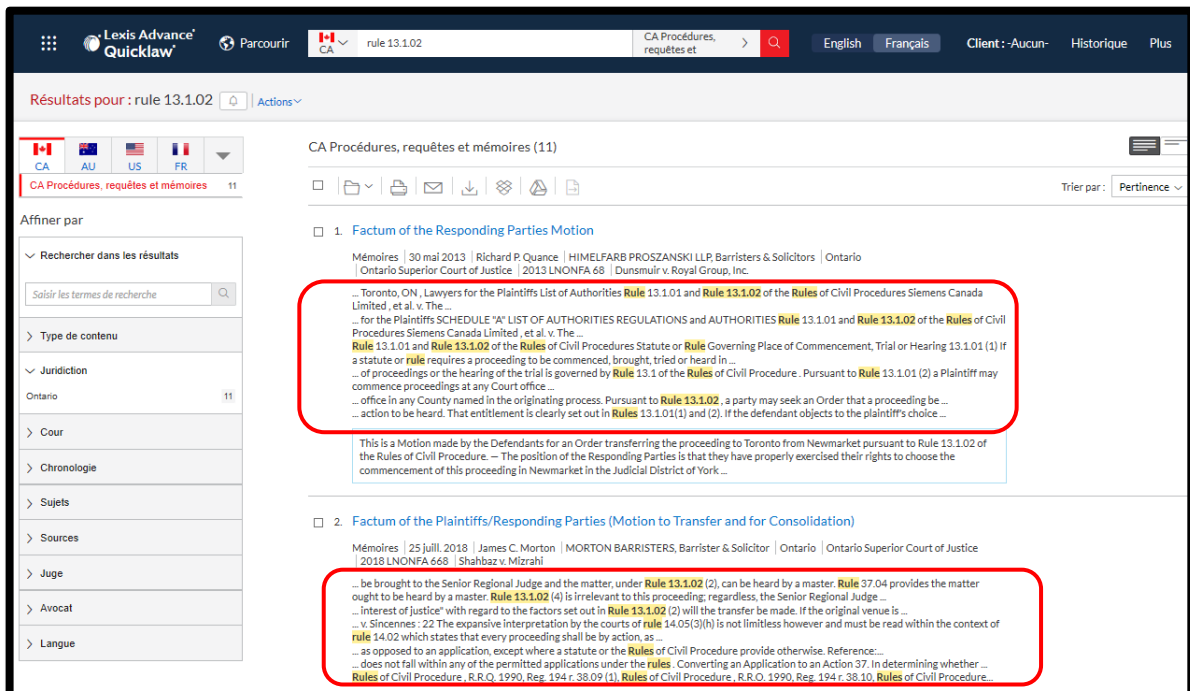 Lexis Advance®
Quicklaw®
Parcourir
CA
rule 13.1.02
CA Procédures,
requêtes et
English
Français
Client : -Aucun-
Historique
Plus
Résultats pour : rule 13.1.02
Actions
CA
AU
US
FR
CA Procédures, requêtes et mémoires 11
Affiner par
Rechercher dans les résultats
Saisir les termes de recherche
Type de contenu
Juridiction
Ontario 11
Cour
Chronologie
Sujets
Sources
Juge
Avocat
Langue
CA Procédures, requêtes et mémoires (11)
Trier par : Pertinence
1. Factum of the Responding Parties Motion
Mémoires | 30 mai 2013 | Richard P. Quance | HIMELFARB PROSZANSKI LLP, Barristers & Solicitors | Ontario
| Ontario Superior Court of Justice | 2013 LNONFA 68 | Dunsmuir v. Royal Group, Inc.
... Toronto, ON , Lawyers for the Plaintiffs List of Authorities Rule 13.1.01 and Rule 13.1.02 of the Rules of Civil Procedures Siemens Canada
Limited , et al. v. The ...
... for the Plaintiffs SCHEDULE "A" LIST OF AUTHORITIES REGULATIONS and AUTHORITIES Rule 13.1.01 and Rule 13.1.02 of the Rules of Civil
Procedures Siemens Canada Limited , et al. v. The ...
Rule 13.1.01 and Rule 13.1.02 of the Rules of Civil Procedures Statute or Rule Governing Place of Commencement, Trial or Hearing 13.1.01 (1) If
a statute or rule requires a proceeding to be commenced, brought, tried or heard in ...
... of proceedings or the hearing of the trial is governed by Rule 13.1 of the Rules of Civil Procedure . Pursuant to Rule 13.1.01 (2) a Plaintiff may
commence proceedings at any Court office ...
... office in any County named in the originating process. Pursuant to Rule 13.1.02 , a party may seek an Order that a proceeding be ...
... action to be heard. That entitlement is clearly set out in Rules 13.1.01(1) and (2). If the defendant objects to the plaintiff's choice ...
This is a Motion made by the Defendants for an Order transferring the proceeding to Toronto from Newmarket pursuant to Rule 13.1.02 of
the Rules of Civil Procedure. — The position of the Responding Parties is that they have properly exercised their rights to choose the
commencement of this proceeding in Newmarket in the Judicial District of York ...
2. Factum of the Plaintiffs/Responding Parties (Motion to Transfer and for Consolidation)
Mémoires | 25 juill. 2018 | James C. Morton | MORTON BARRISTERS, Barrister & Solicitor | Ontario | Ontario Superior Court of Justice
| 2018 LNONFA 668 | Shahbaz v. Mizrahi
... be brought to the Senior Regional Judge and the matter, under Rule 13.1.02 (2), can be heard by a master. Rule 37.04 provides the matter
ought to be heard by a master. Rule 13.1.02 (4) is irrelevant to this proceeding; regardless, the Senior Regional Judge ...
... interest of justice" with regard to the factors set out in Rule 13.1.02 (2) will the transfer be made. If the original venue is ...
... v. Sincennes : 22 The expansive interpretation by the courts of rule 14.05(3)(h) is not limitless however and must be read within the context of
rule 14.02 which states that every proceeding shall be by action, as ...
... as opposed to an application, except where a statute or the Rules of Civil Procedure provide otherwise. Reference:...
... does not fall within any of the permitted applications under the rules . Converting an Application to an Action 37. In determining whether ...
Rules of Civil Procedure , R.R.Q. 1990, Reg. 194 r. 38.09 (1), Rules of Civil Procedure , R.R.O. 1990, Reg. 194 r. 38.10, Rules of Civil Procedure...